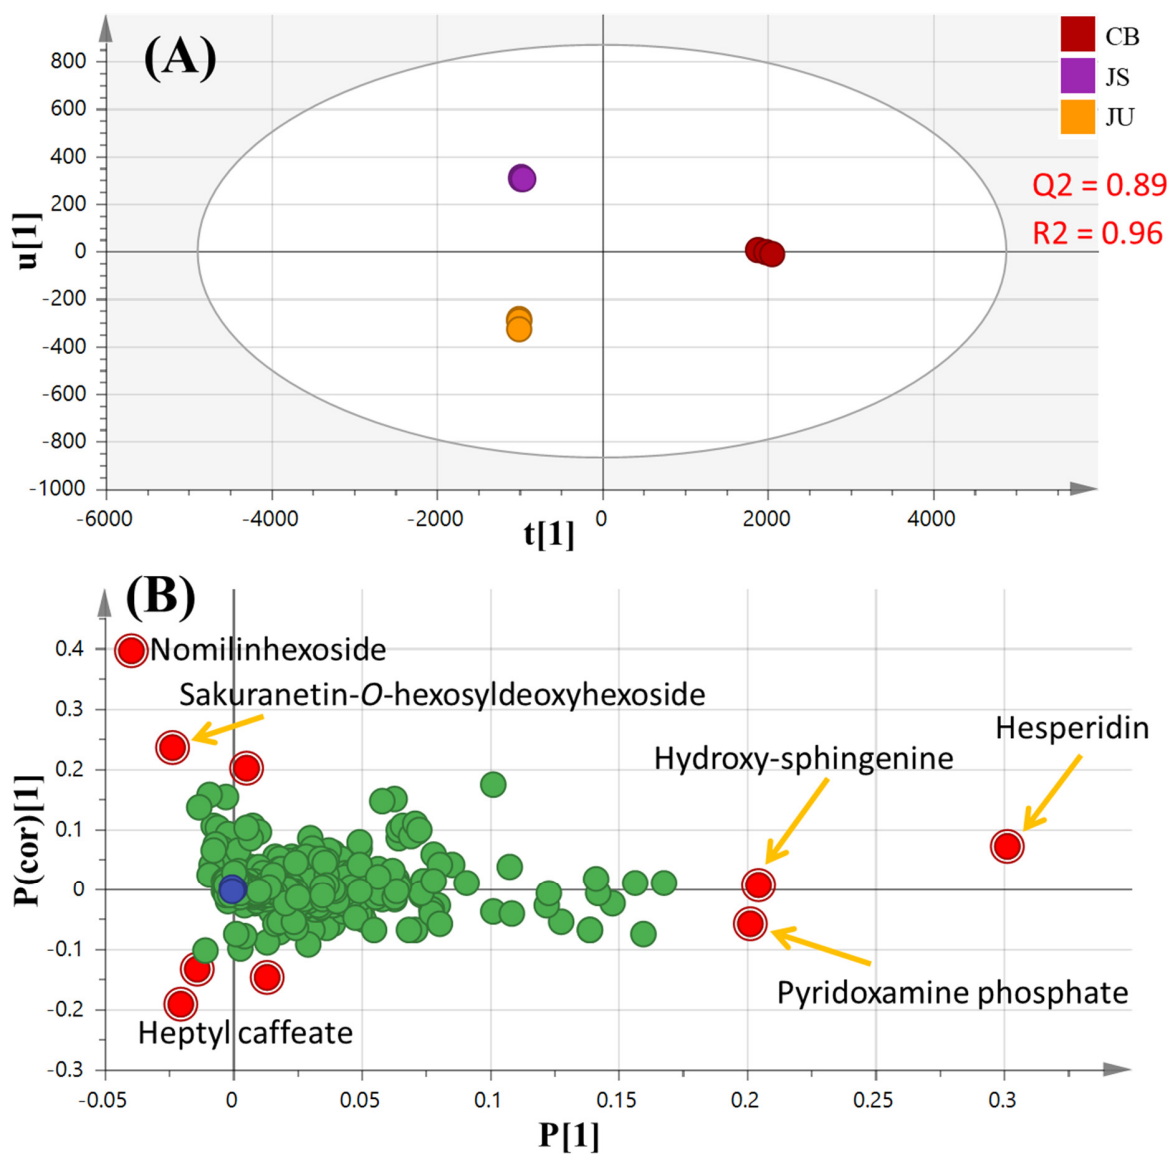 (A)
CB
JS
JU
Q2 = 0.89
R2 = 0.96
800
600
400
200
0
-200
-400
-600
-800
-1000
u[1]
-6000 -4000 -2000 0 2000 4000
t[1]
(B)
Nomilinhexoside
Sakuranetin-O-hexosyldeoxyhexoside
Hesperidin
Hydroxy-sphingenine
Pyridoxamine phosphate
Heptyl caffeate
0.4
0.3
0.2
0.1
0
-0.1
-0.2
-0.3
P(cor)[1]
-0.05 0 0.05 0.1 0.15 0.2 0.25 0.3
P[1]